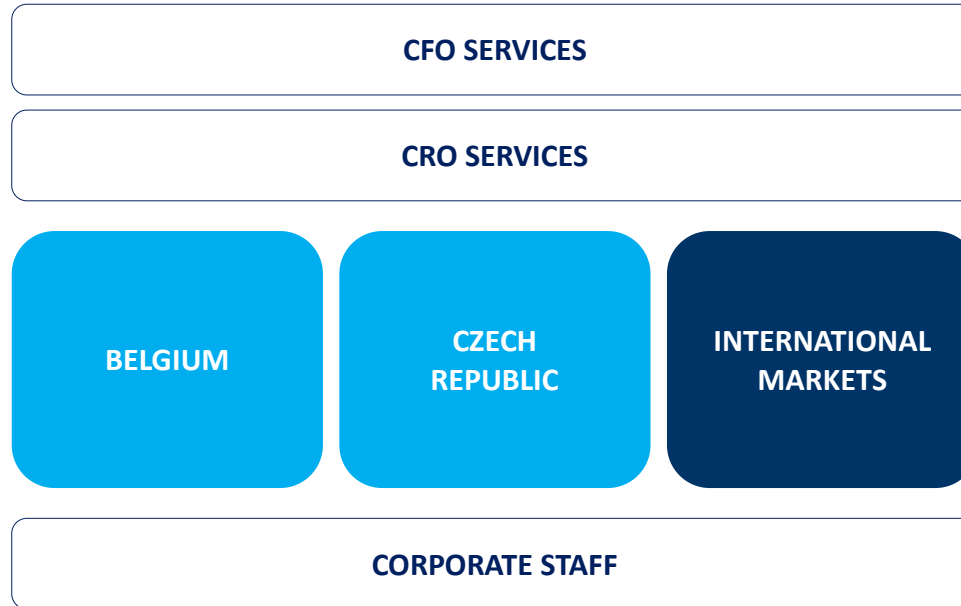 CFO SERVICES
CRO SERVICES
BELGIUM
CZECH
REPUBLIC
INTERNATIONAL
MARKETS
CORPORATE STAFF